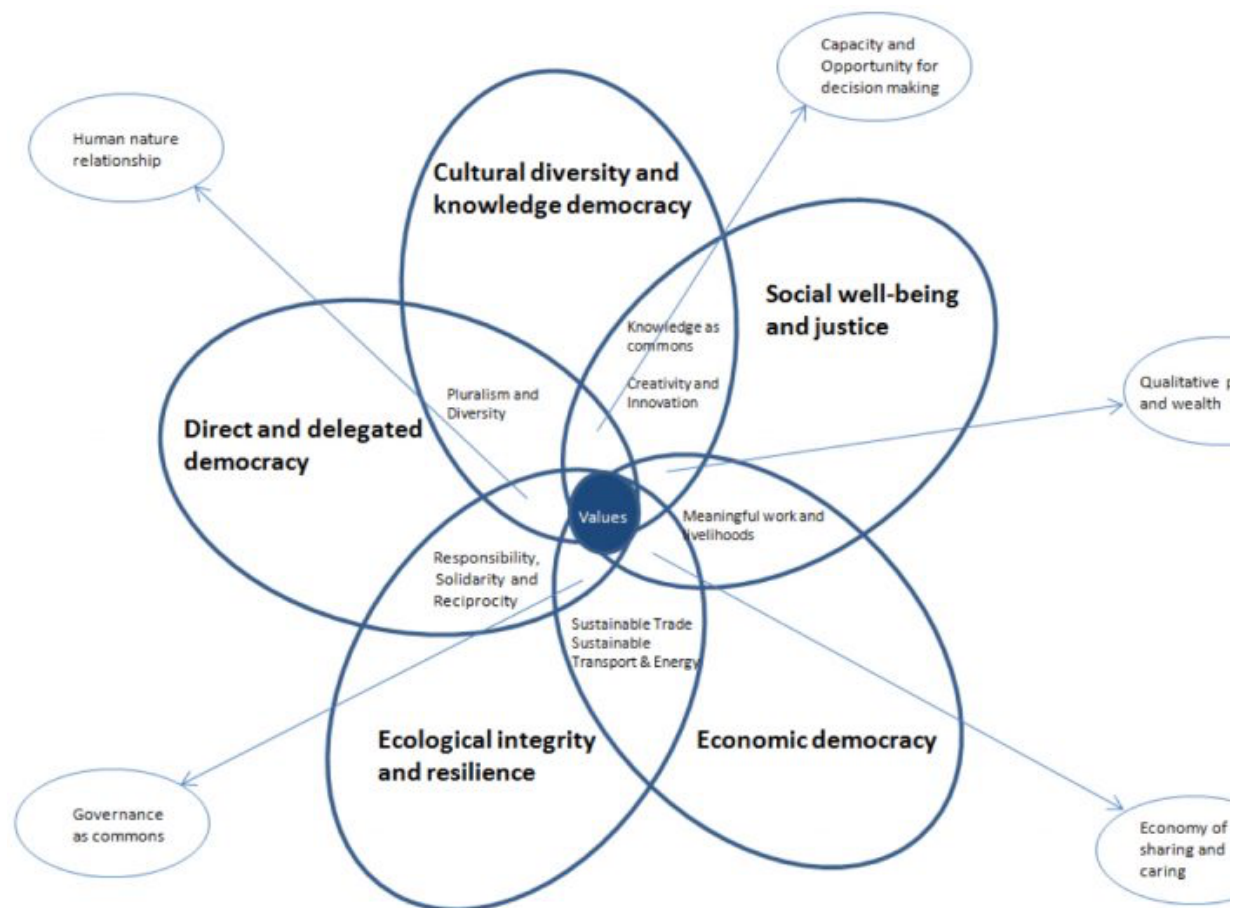 Capacity and
Opportunity for
decision making
Human nature
relationship
Cultural diversity and
knowledge democracy
Social well-being
and justice
Knowledge as
commons
Creativity and
Innovation
Qualitative
and wealth
Pluralism and
Diversity
Direct and delegated
democracy
Values
Meaningful work and
livelihoods
Responsibility,
Solidarity and
Reciprocity
Sustainable Trade
Sustainable
Transport & Energy
Ecological integrity
and resilience
Economic democracy
Governance
as commons
Economy of
sharing and
caring